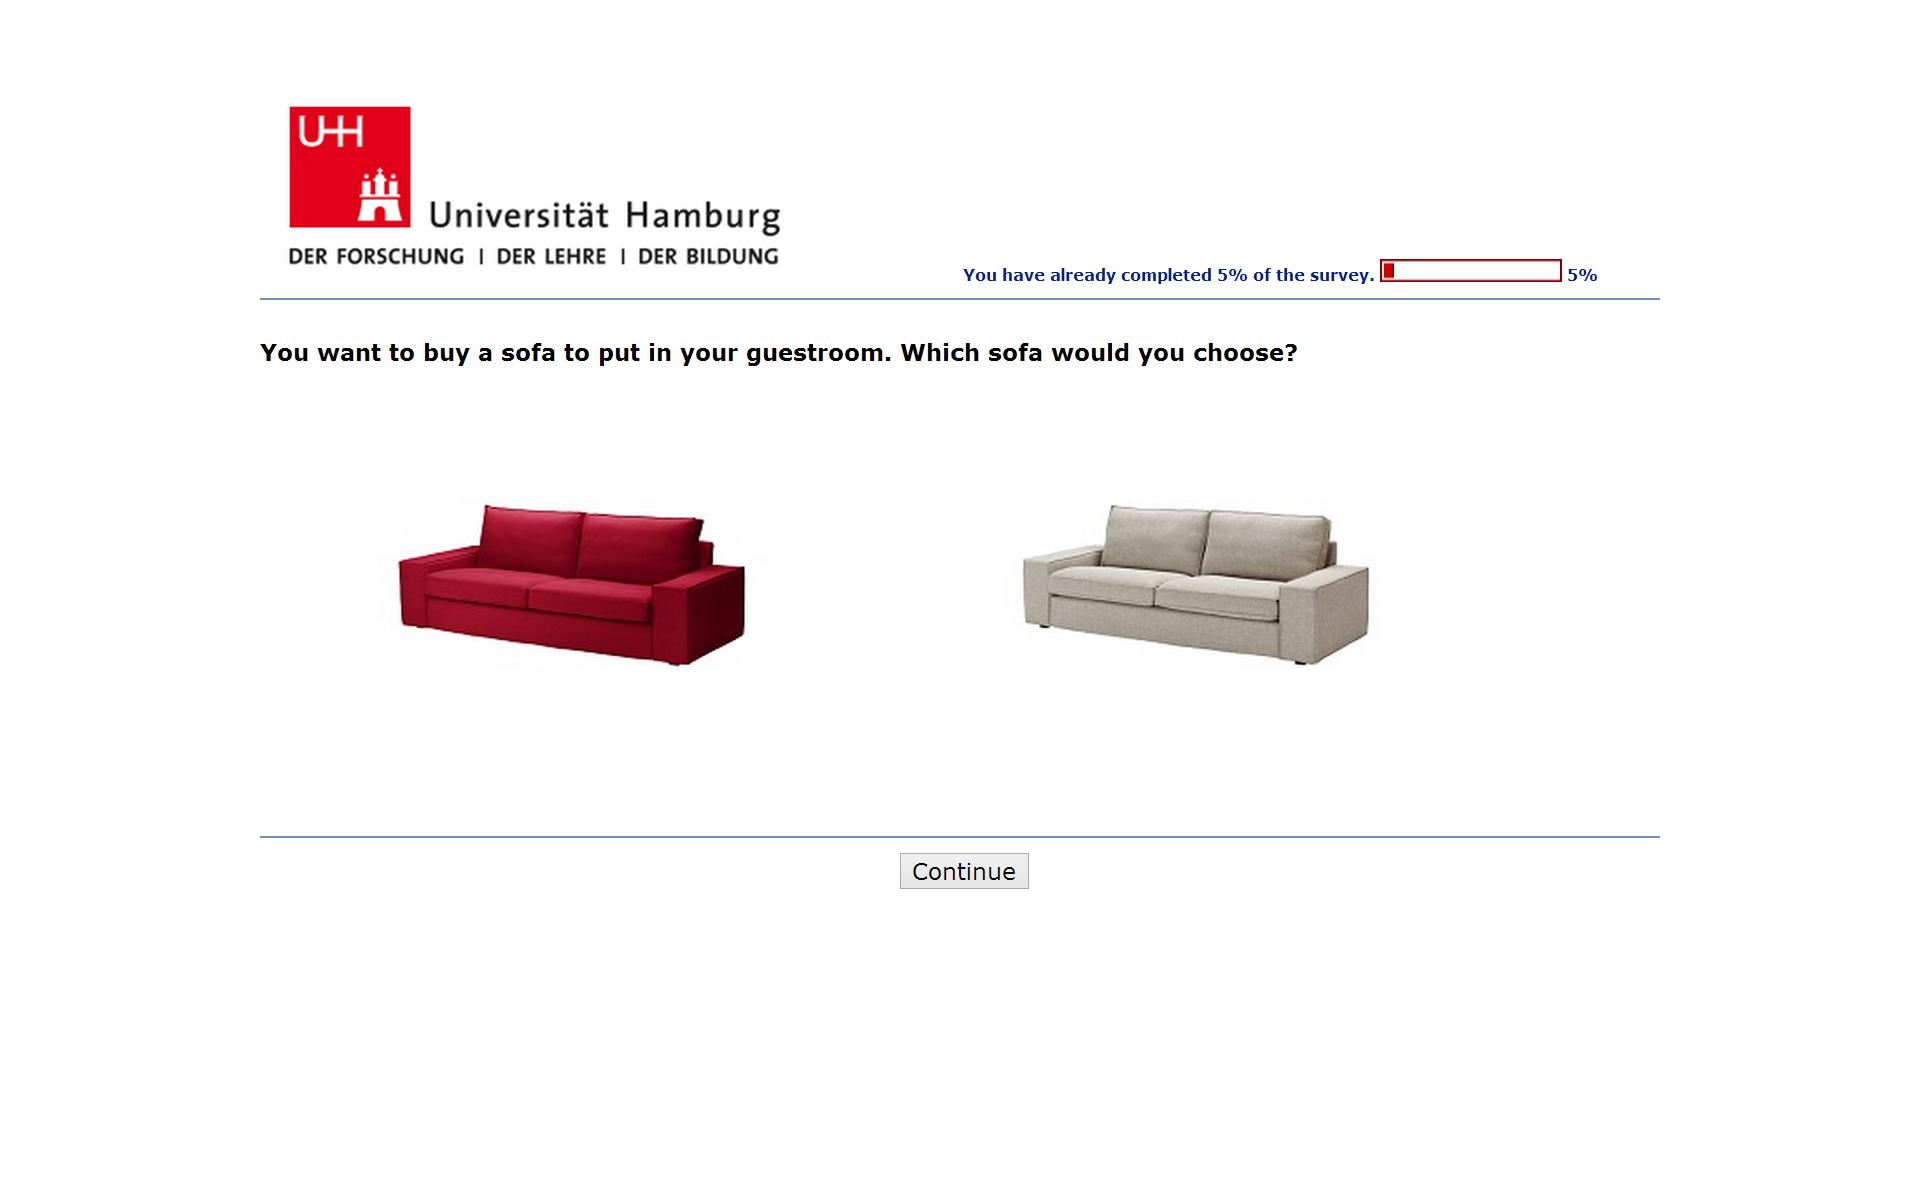 UHH
Universität Hamburg
DER FORSCHUNG | DER LEHRE | DER BILDUNG
You have already completed 5% of the survey. 5%
You want to buy a sofa to put in your guestroom. Which sofa would you choose?
Continue